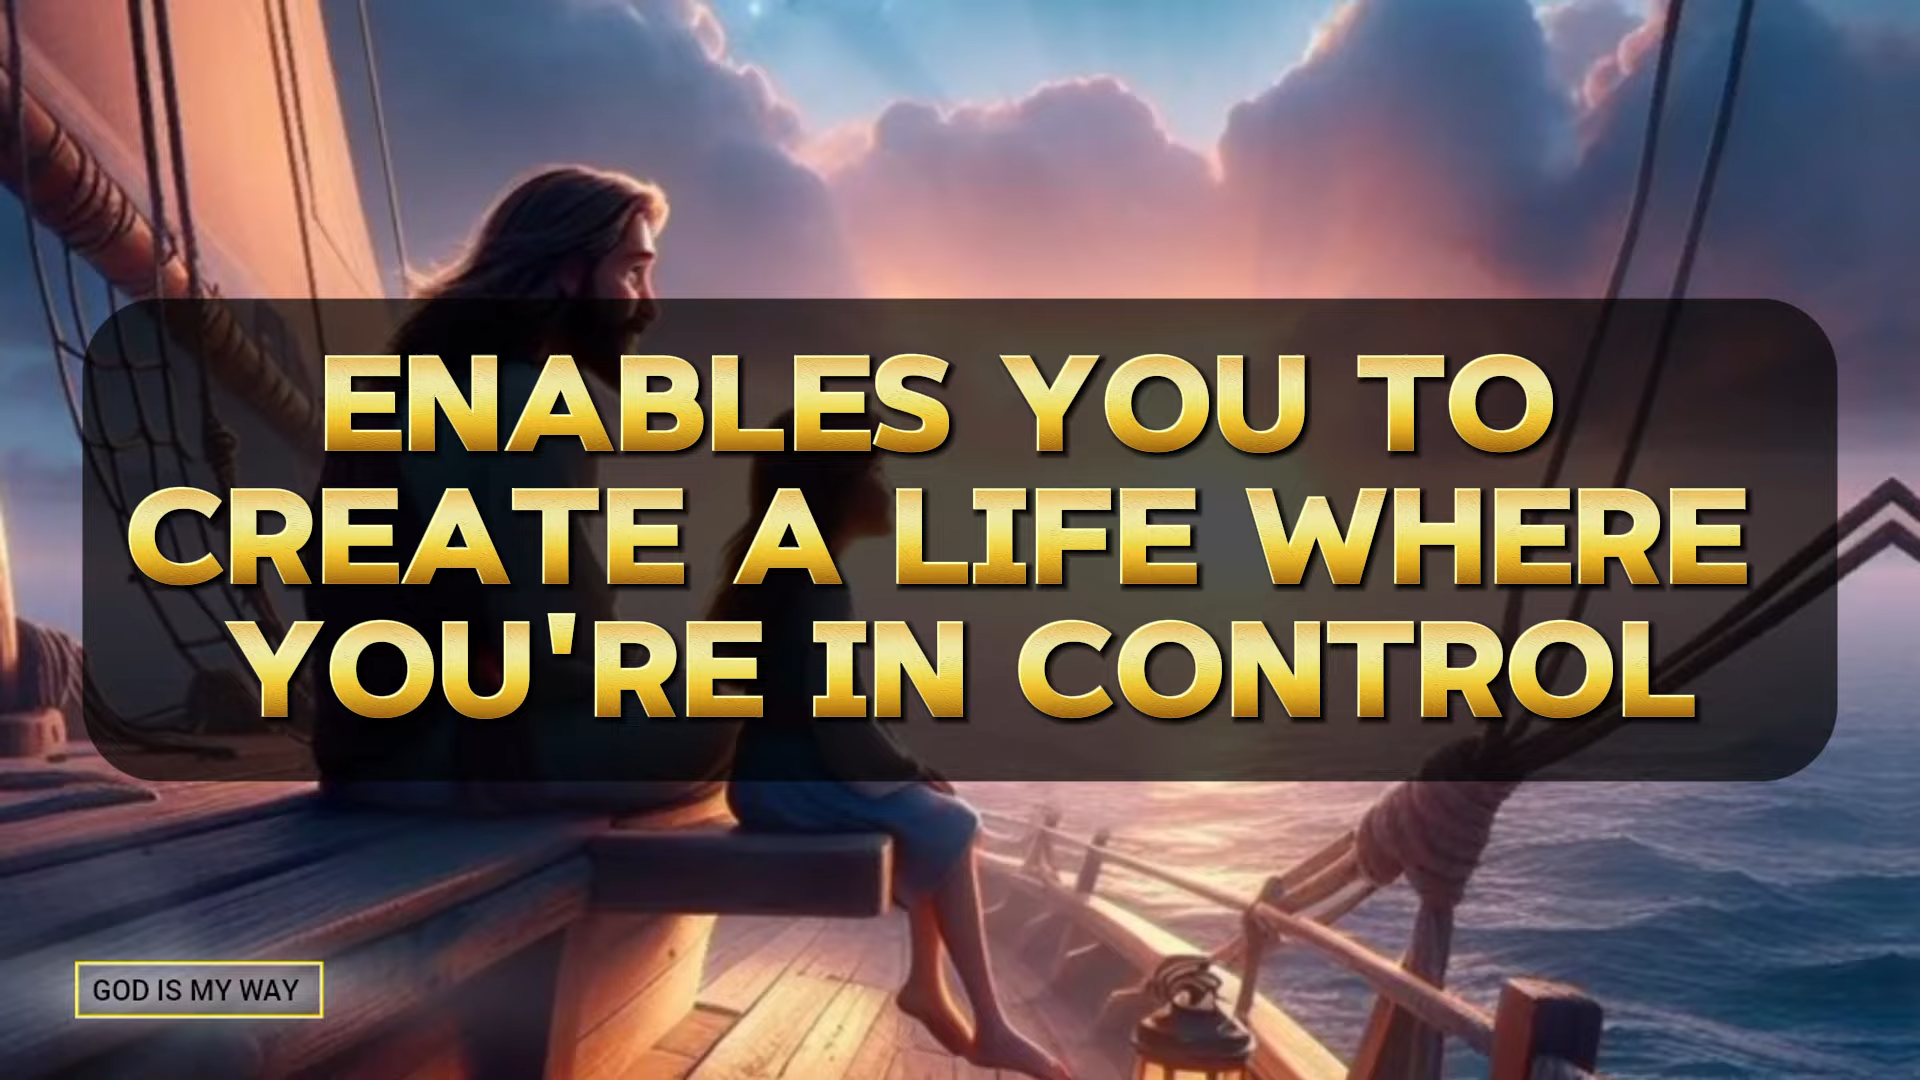 ENABLES YOU TO
CREATE A LIFE WHERE
YOU'RE IN CONTROL
GOD IS MY WAY